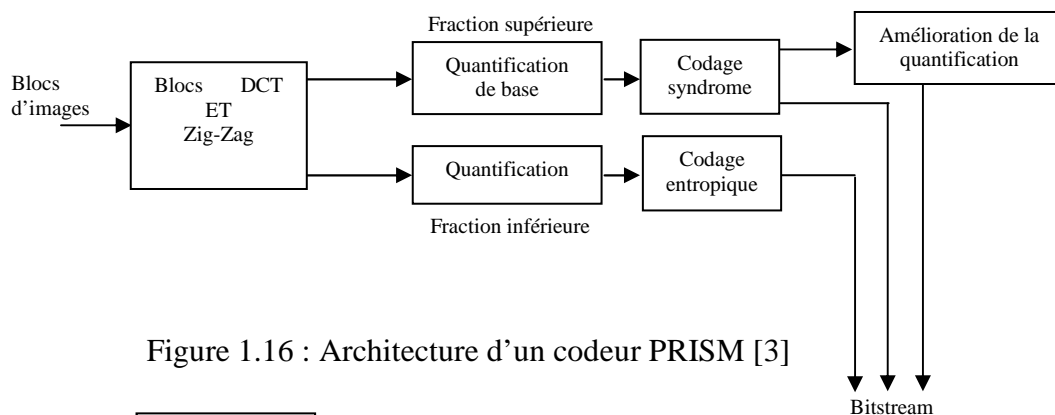 Fraction supérieure
Amélioration de la
quantification
Quantification
de base
Codage
syndrome
Blocs
d'images
Blocs DCT
ET
Zig-Zag
Quantification
Codage
entropique
Fraction inférieure
Figure 1.16 : Architecture d'un codeur PRISM [3]
Bitstream